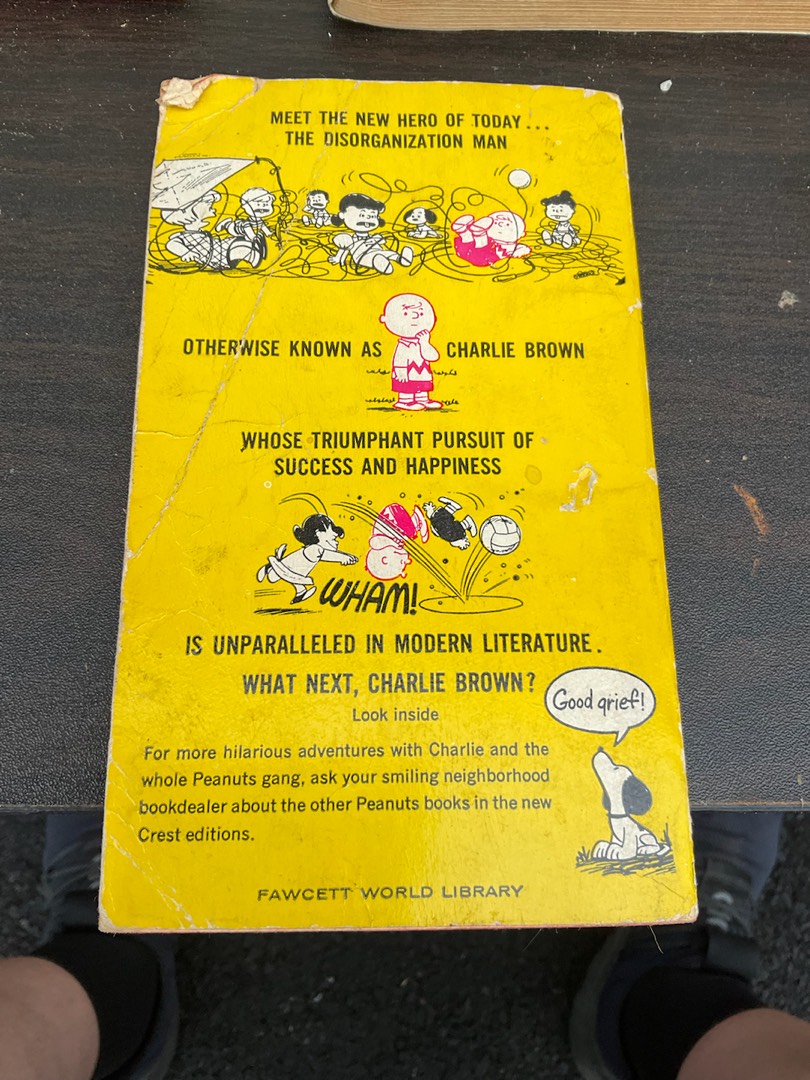 MEET THE NEW HERO OF TODAY...
THE DISORGANIZATION MAN
OTHERWISE KNOWN AS CHARLIE BROWN
WHOSE TRIUMPHANT PURSUIT OF
SUCCESS AND HAPPINESS
WHAM!
IS UNPARALLELED IN MODERN LITERATURE.
WHAT NEXT, CHARLIE BROWN?
Good grief!
Look inside
For more hilarious adventures with Charlie and the
whole Peanuts gang, ask your smiling neighborhood
bookdealer about the other Peanuts books in the new
Crest editions.
FAWCETT WORLD LIBRARY